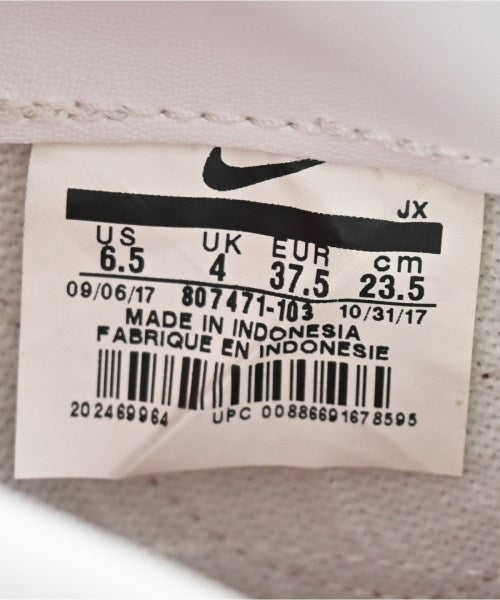 JX
US UK EUR cm
6.5 4 37.5 23.5
09/06/17 807471-103 10/31/17
MADE IN INDONESIA
FABRIQUE EN INDONESIE
202469964 UPC 00886691678595